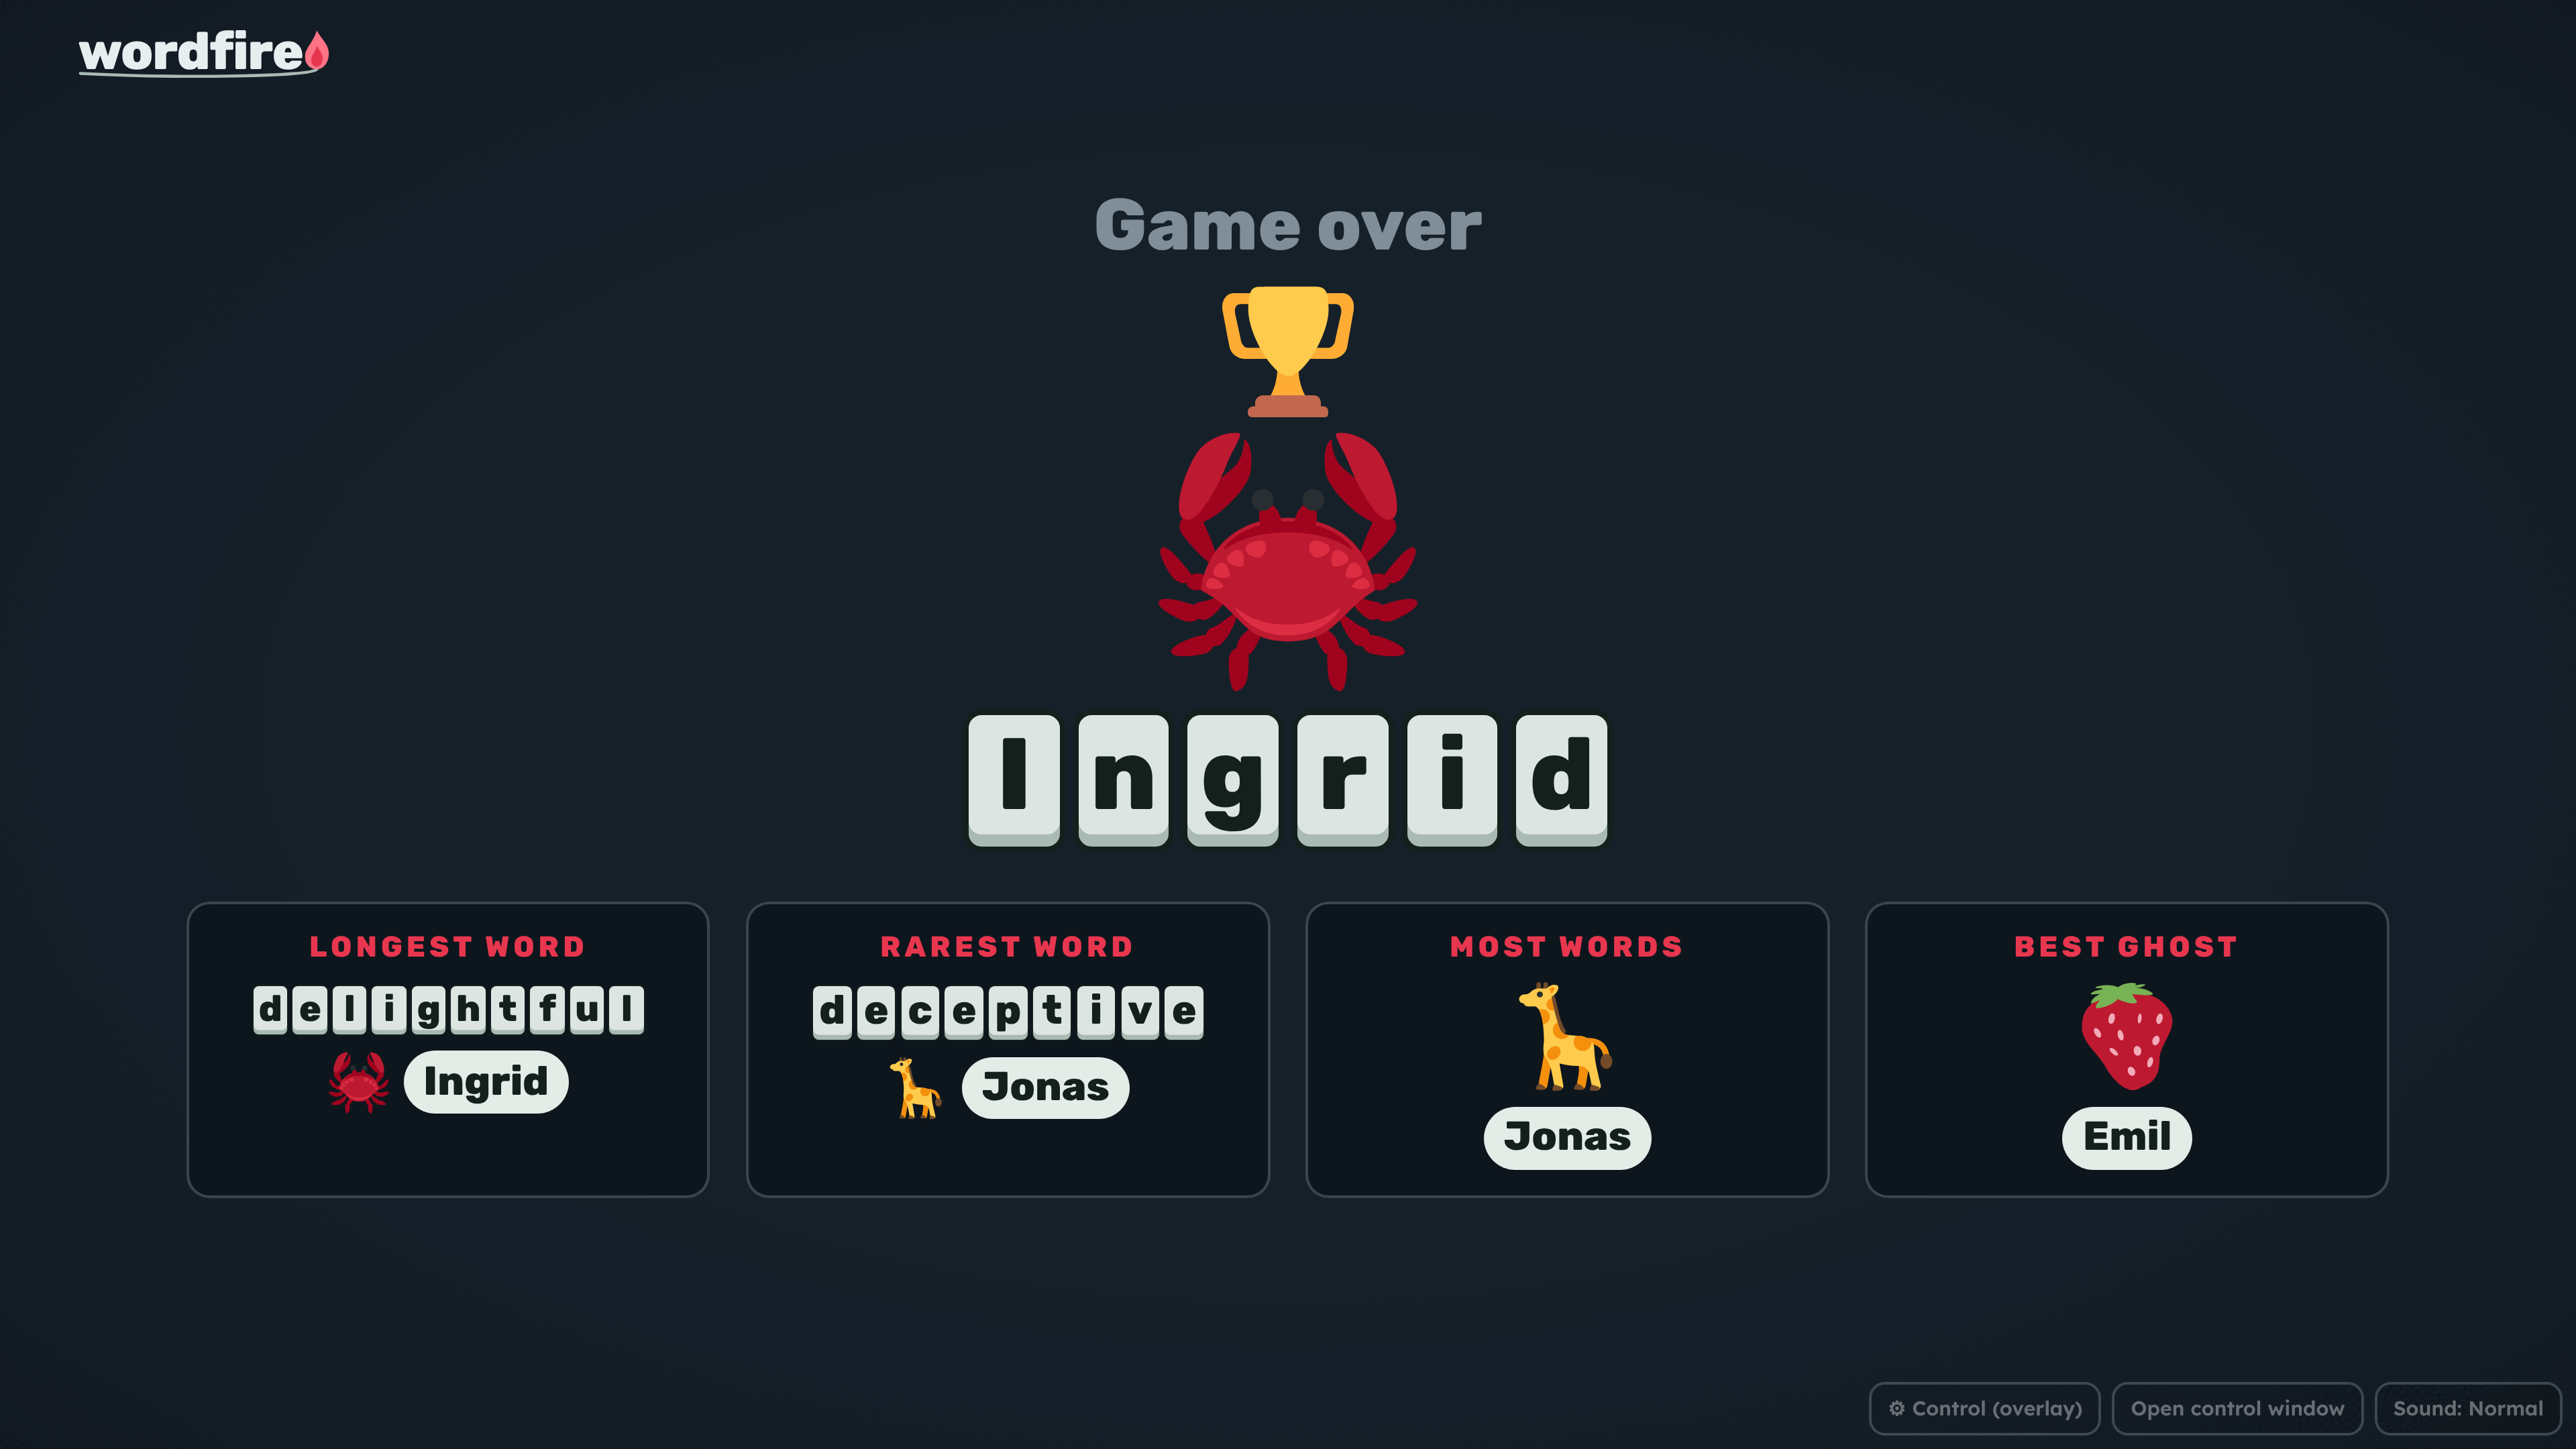 wordfire
Game over
Ingrid
LONGEST WORD
delightful
Ingrid
RAREST WORD
deceptive
Jonas
MOST WORDS
Jonas
BEST GHOST
Emil
⚙ Control (overlay)
Open control window
Sound: Normal